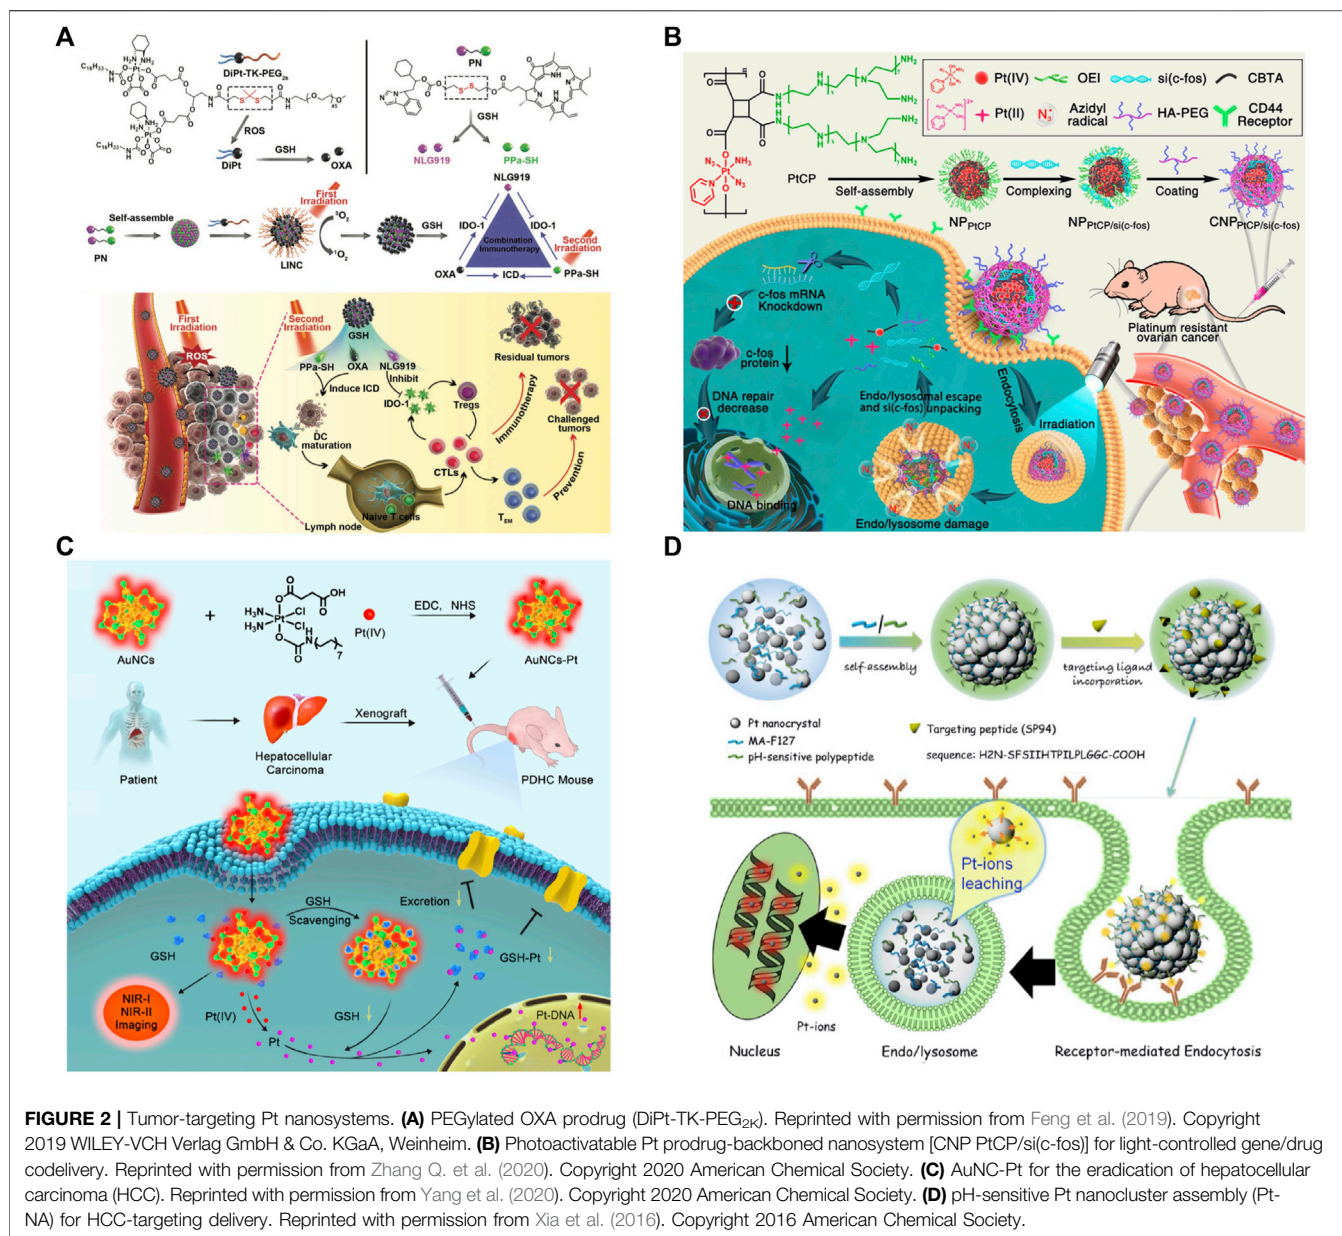 A
DiPt-TK-PEG2k
PN
ROS
GSH
DiPt
GSH
OXA
NLG919
PPa-SH
Self-assemble
PN
LINC
First
Irradiation
3O2
1O2
GSH
NLG919
IDO-1
IDO-1
Combination
Immunotherapy
Second
Irradiation
OXA
ICD
PPa-SH
First
Irradiation
ROS
Second
Irradiation
GSH
PPa-SH
OXA
NLG919
Induce ICD
Inhibit
IDO-1
Tregs
DC
maturation
CTLs
Naive T cells
TEM
Lymph node
Immunotherapy
Prevention
Residual tumors
Challenged
tumors
B
Pt(IV)
OEI
si(c-fos)
CBTA
Pt(II)
Azidyl
radical
HA-PEG
CD44
Receptor
PtCP
Self-assembly
NPPtCP
Complexing
NPPtCP/si(c-fos)
Coating
CNPPtCP/si(c-fos)
c-fos mRNA
Knockdown
c-fos
protein
DNA repair
decrease
DNA binding
Endo/lysosomal escape
and si(c-fos) unpacking
Endocytosis
Irradiation
Endo/lysosome damage
Platinum resistant
ovarian cancer
C
AuNCs
+
Pt(IV)
EDC, NHS
AuNCs-Pt
Patient
Hepatocellular
Carcinoma
Xenograft
PDHC Mouse
GSH
GSH
Scavenging
Excretion
GSH-Pt
NIR-I
NIR-II
Imaging
Pt(IV)
Pt
GSH
Pt-DNA
D
self-assembly
targeting ligand
incorporation
Pt nanocrystal
MA-F127
pH-sensitive polypeptide
Targeting peptide (SP94)
sequence: H2N-SFSIIHTPILPLGGC-COOH
Pt-ions
leaching
Pt-ions
Nucleus
Endo/lysosome
Receptor-mediated Endocytosis
FIGURE 2 | Tumor-targeting Pt nanosystems. (A) PEGylated OXA prodrug (DiPt-TK-PEG2K). Reprinted with permission from Feng et al. (2019). Copyright
2019 WILEY-VCH Verlag GmbH & Co. KGaA, Weinheim. (B) Photoactivatable Pt prodrug-backboned nanosystem [CNP PtCP/si(c-fos)] for light-controlled gene/drug
codelivery. Reprinted with permission from Zhang Q. et al. (2020). Copyright 2020 American Chemical Society. (C) AuNC-Pt for the eradication of hepatocellular
carcinoma (HCC). Reprinted with permission from Yang et al. (2020). Copyright 2020 American Chemical Society. (D) pH-sensitive Pt nanocluster assembly (Pt-
NA) for HCC-targeting delivery. Reprinted with permission from Xia et al. (2016). Copyright 2016 American Chemical Society.